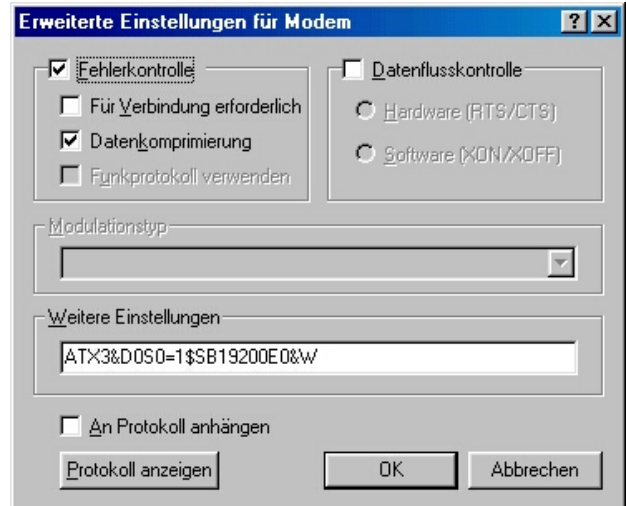 Erweiterte Einstellungen für Modem
Fehlerkontrolle
Für Verbindung erforderlich
Datenkomprimierung
Funkprotokoll verwenden
Datenflusskontrolle
Hardware (RTS/CTS)
Software (XON/XOFF)
Modulationstyp
Weitere Einstellungen
ATX3&D0S0=1$SB19200E0&W
An Protokoll anhängen
Protokoll anzeigen
OK
Abbrechen